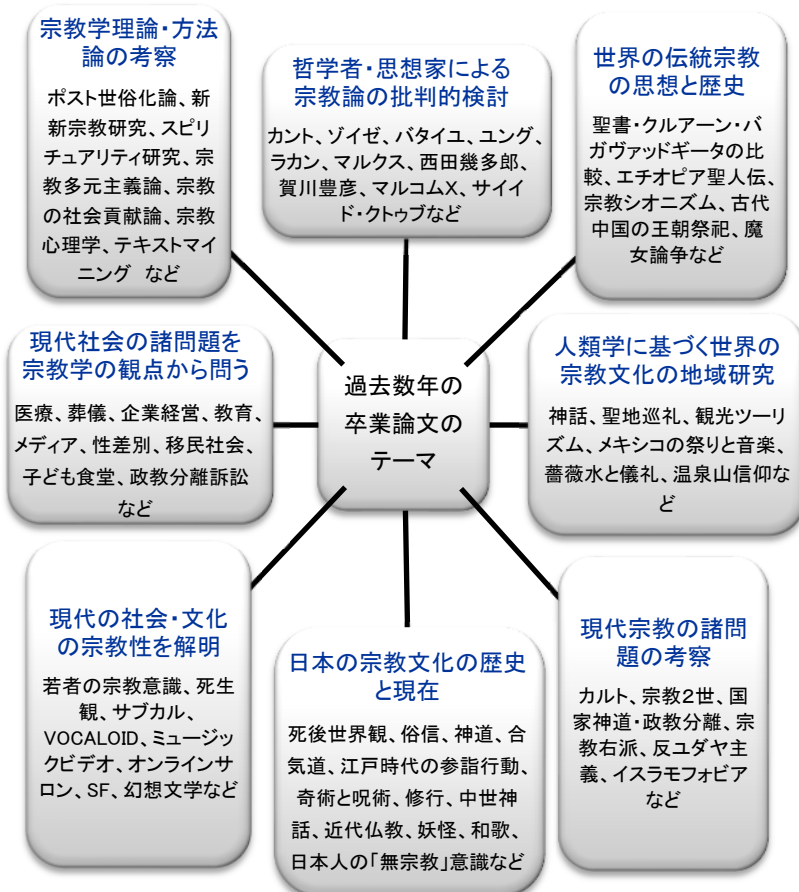 宗教学理論・方法
論の考察
ポスト世俗化論、新
新宗教研究、スピリ
チュアリティ研究、宗
教多元主義論、宗教
の社会貢献論、宗教
心理学、テキストマイ
ニング など
哲学者・思想家による
宗教論の批判的検討
カント、ゾイゼ、バタイユ、ユング、
ラカン、マルクス、西田幾多郎、
賀川豊彦、マルコムX、サイイ
ド・クトゥブなど
世界の伝統宗教
の思想と歴史
聖書・クルアーン・バ
ガヴァッドギータの比
較、エチオピア聖人伝、
宗教シオニズム、古代
中国の王朝祭祀、魔
女論争など
現代社会の諸問題を
宗教学の観点から問う
医療、葬儀、企業経営、教育、
メディア、性差別、移民社会、
子ども食堂、政教分離訴訟
など
過去数年の
卒業論文の
テーマ
人類学に基づく世界の
宗教文化の地域研究
神話、聖地巡礼、観光ツーリ
ズム、メキシコの祭りと音楽、
薔薇水と儀礼、温泉山信仰な
ど
現代の社会・文化
の宗教性を解明
若者の宗教意識、死生
観、サブカル、
VOCALOID、ミュージッ
クビデオ、オンラインサ
ロン、SF、幻想文学など
日本の宗教文化の歴史
と現在
死後世界観、俗信、神道、合
気道、江戸時代の参詣行動、
奇術と呪術、修行、中世神
話、近代仏教、妖怪、和歌、
日本人の「無宗教」意識など
現代宗教の諸問
題の考察
カルト、宗教2世、国
家神道・政教分離、宗
教右派、反ユダヤ主
義、イスラモフォビア
など